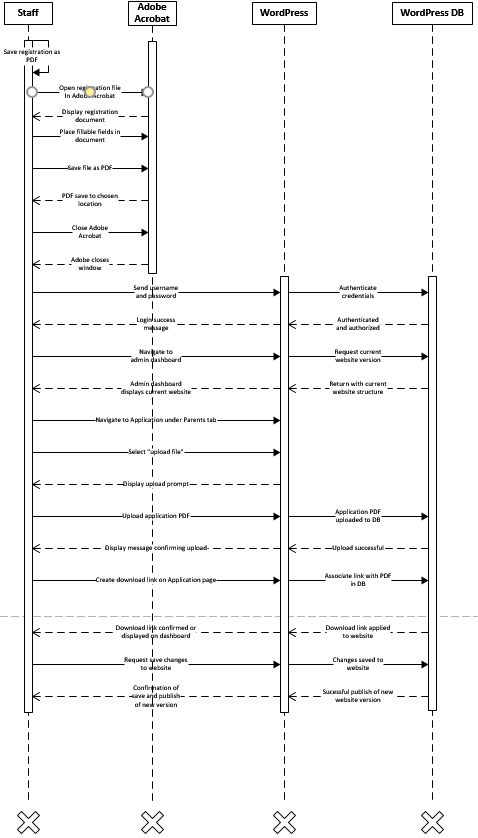 Staff
Adobe
Acrobat
WordPress
WordPress DB
Save registration as
PDF
Open registration file
In Adobe Acrobat
Display registration
document
Place fillable fields in
document
Save file as PDF
PDF save to chosen
location
Close Adobe
Acrobat
Adobe closes
window
Send username
and password
Authenticate
credentials
Login success
message
Authenticated
and authorized
Navigate to
admin dashboard
Request current
website version
Admin dashboard
displays current website
Return with current
website structure
Navigate to Application under Parents tab
Select "upload file"
Display upload prompt
Upload application PDF
Application PDF
uploaded to DB
Display message confirming upload
Upload successful
Create download link on Application page
Associate link with PDF
in DB
Download link confirmed or
displayed on dashboard
Download link applied
to website
Request save changes
to website
Changes saved to
website
Confirmation of
save and publish
of new version
Sucessful publish of new
website version